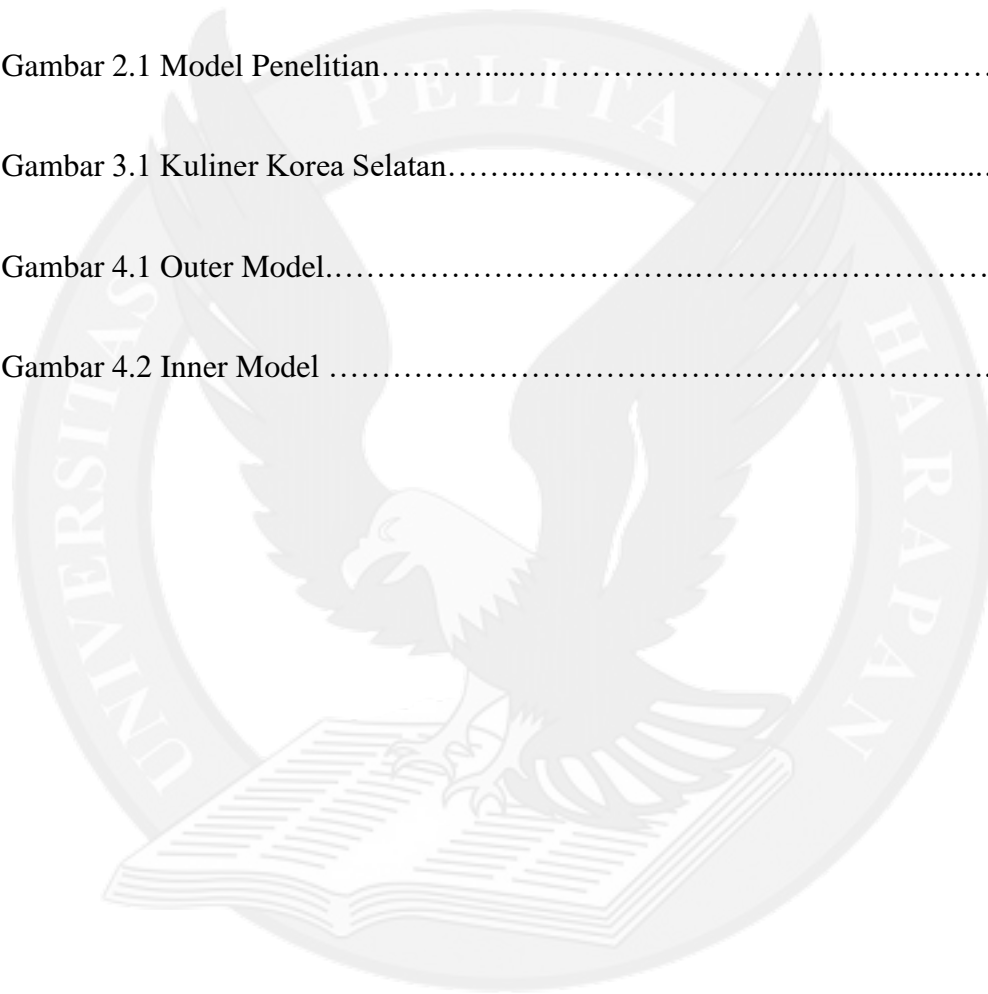 Gambar 2.1 Model Penelitian…………...……………………………………….……
Gambar 3.1 Kuliner Korea Selatan……..…………………….............................
Gambar 4.1 Outer Model.……………………………….……………………………
Gambar 4.2 Inner Model ……………………………………………..……………
UNIVERSITAS PELITA HARAPAN